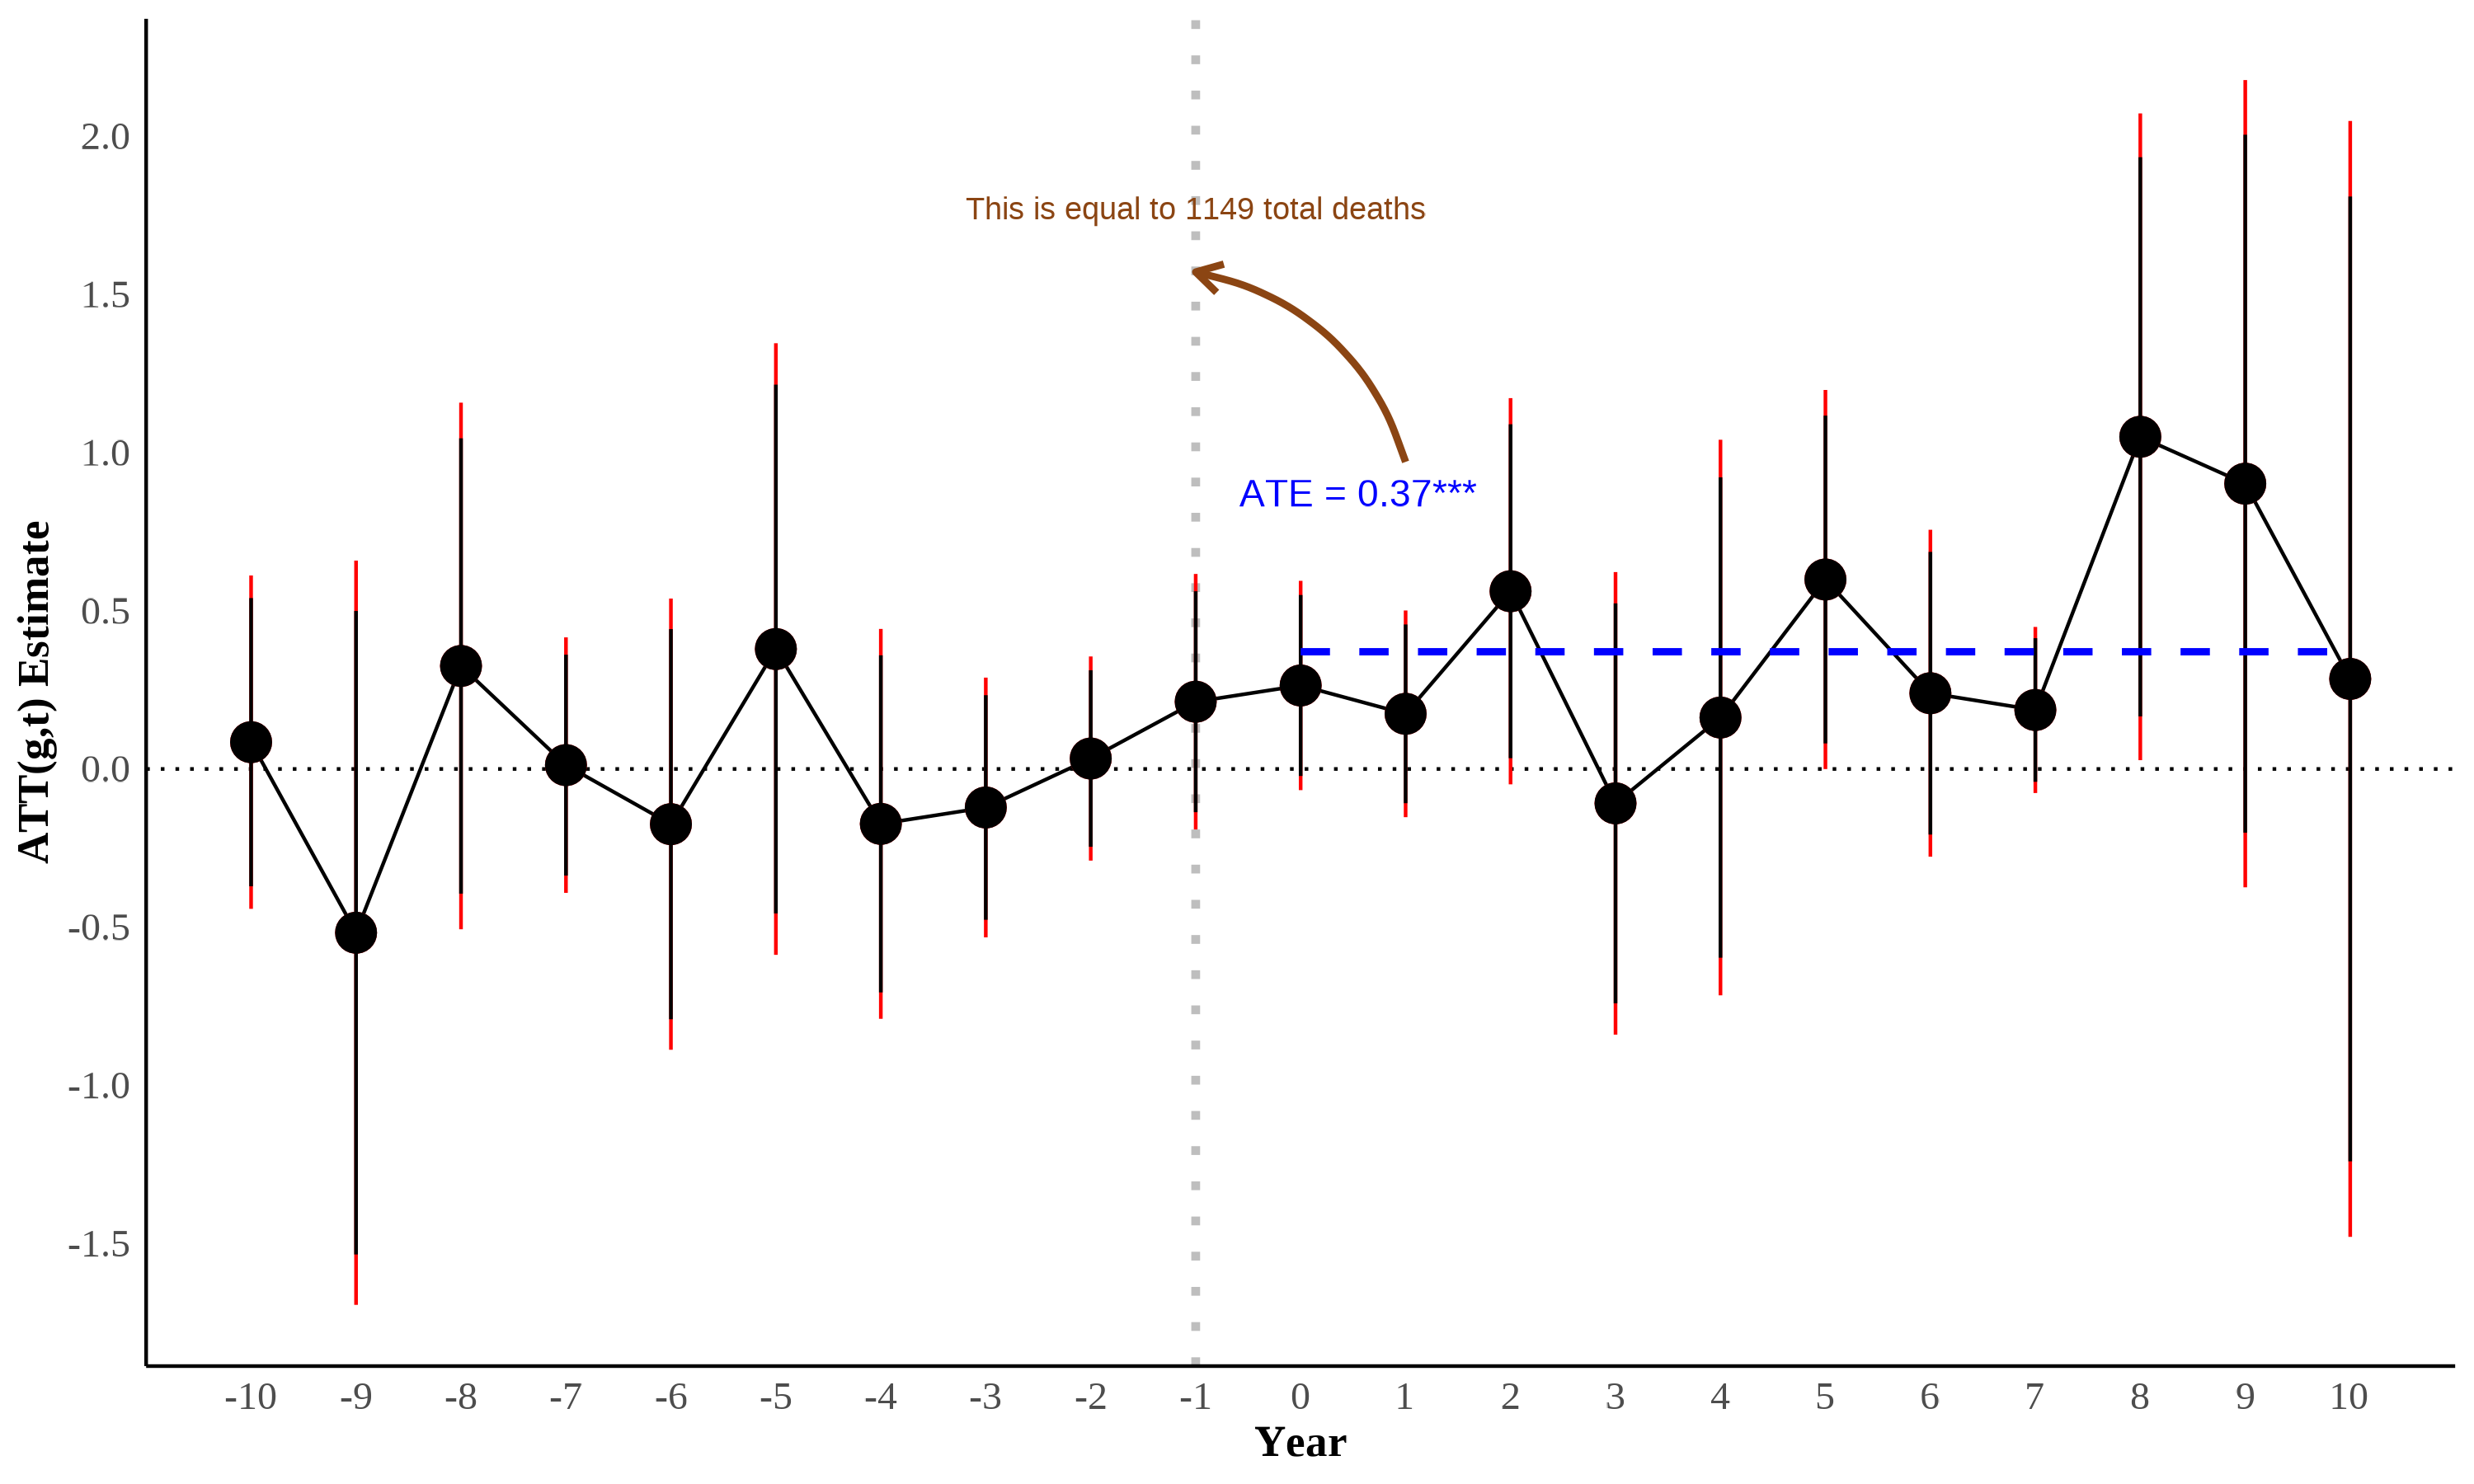 2.0
This is equal to 1149 total deaths
1.5
1.0
ATE = 0.37***
0.5
0.0
-0.5
-1.0
-1.5
ATT(g,t) Estimate
-10 -9 -8 -7 -6 -5 -4 -3 -2 -1 0 1 2 3 4 5 6 7 8 9 10
Year